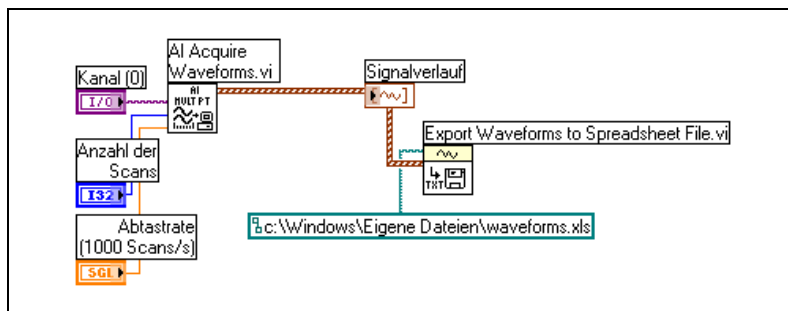 AI Acquire
Waveforms.vi
Signalverlauf
Kanal (0)
I/O
AI
MULT PT
Export Waveforms to Spreadsheet File.vi
TXT
Anzahl der
Scans
I32
c:\Windows\Eigene Dateien\waveforms.xls
Abtastrate
(1000 Scans/s)
SGL